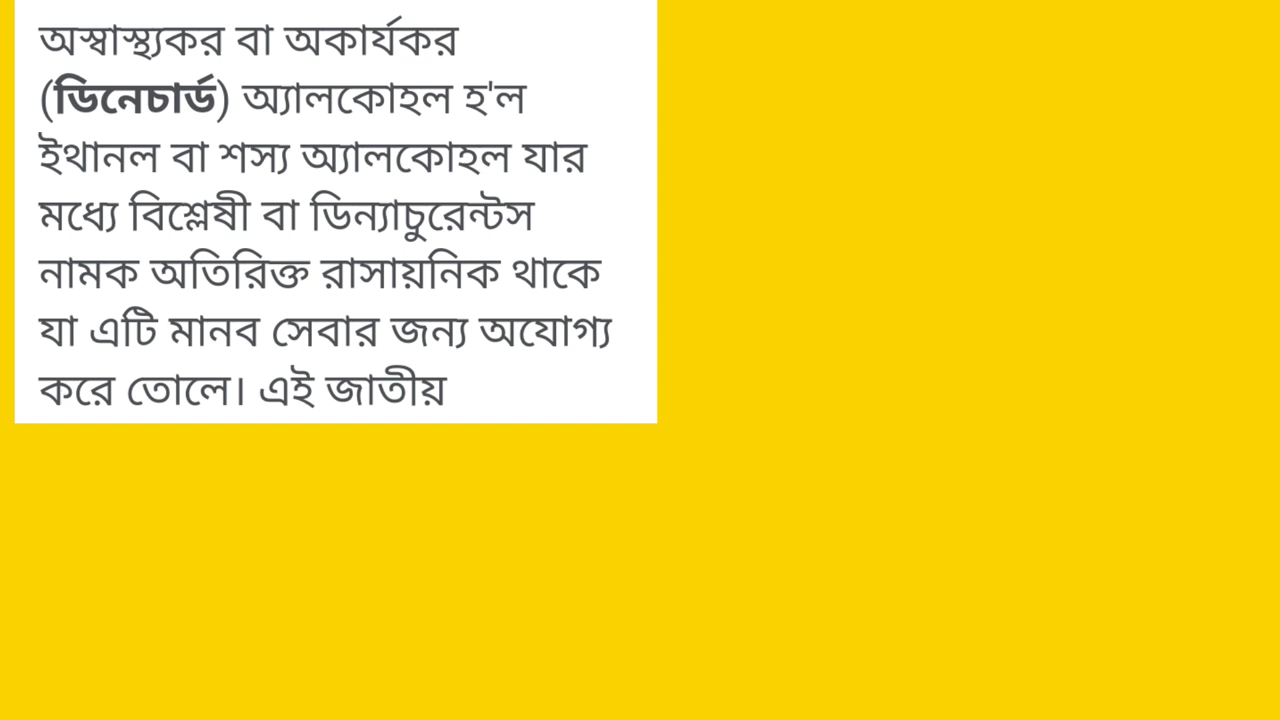 অস্বাস্থ্যকর বা অকার্যকর
(ডিনেচার্ড) অ্যালকোহল হ'ল
ইথানল বা শস্য অ্যালকোহল যার
মধ্যে বিশ্লেষী বা ডিন্যাচুরেন্টস
নামক অতিরিক্ত রাসায়নিক থাকে
যা এটি মানব সেবার জন্য অযোগ্য
করে তোলে। এই জাতীয়